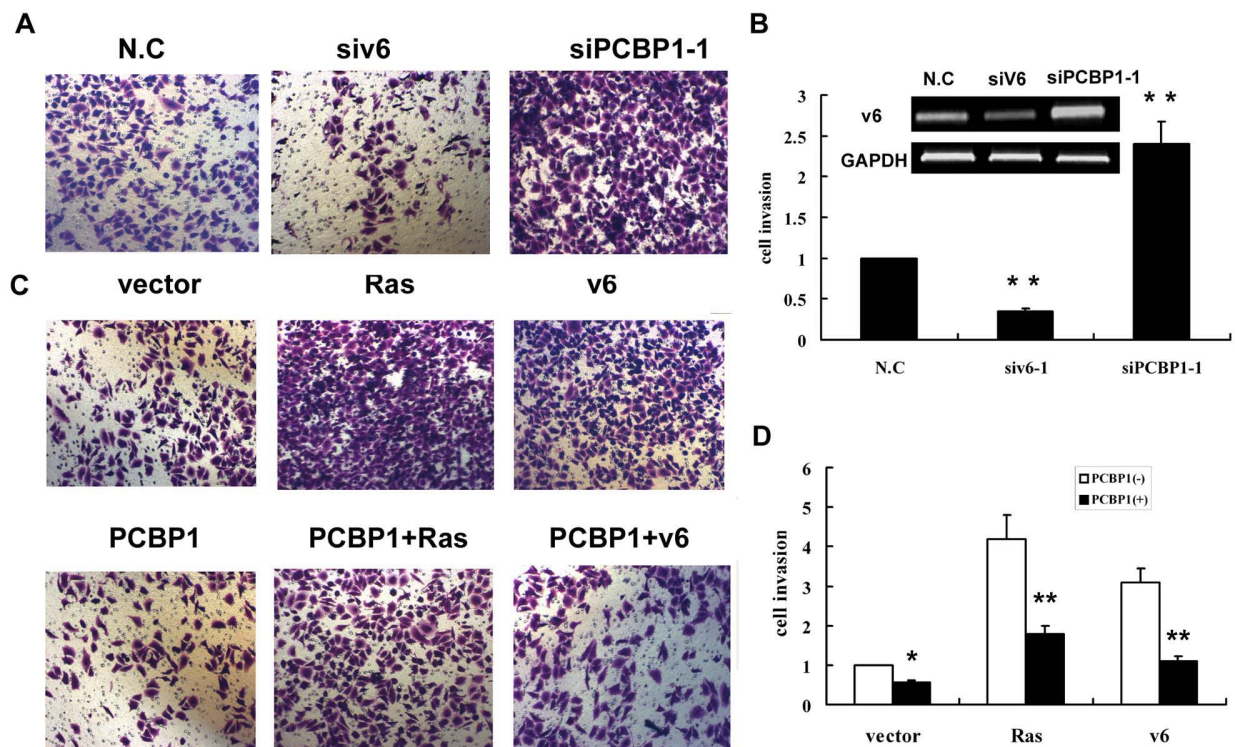 A
N.C siv6 siPCBP1-1
B
N.C siV6 siPCBP1-1
v6
GAPDH
* *
* *
3
2.5
2
1.5
1
0.5
0
cell invasion
N.C siv6-1 siPCBP1-1
C
vector Ras v6
PCBP1 PCBP1+Ras PCBP1+v6
D
PCBP1(-)
PCBP1(+)
6
5
4
3
2
1
0
cell invasion
*
**
**
vector Ras v6